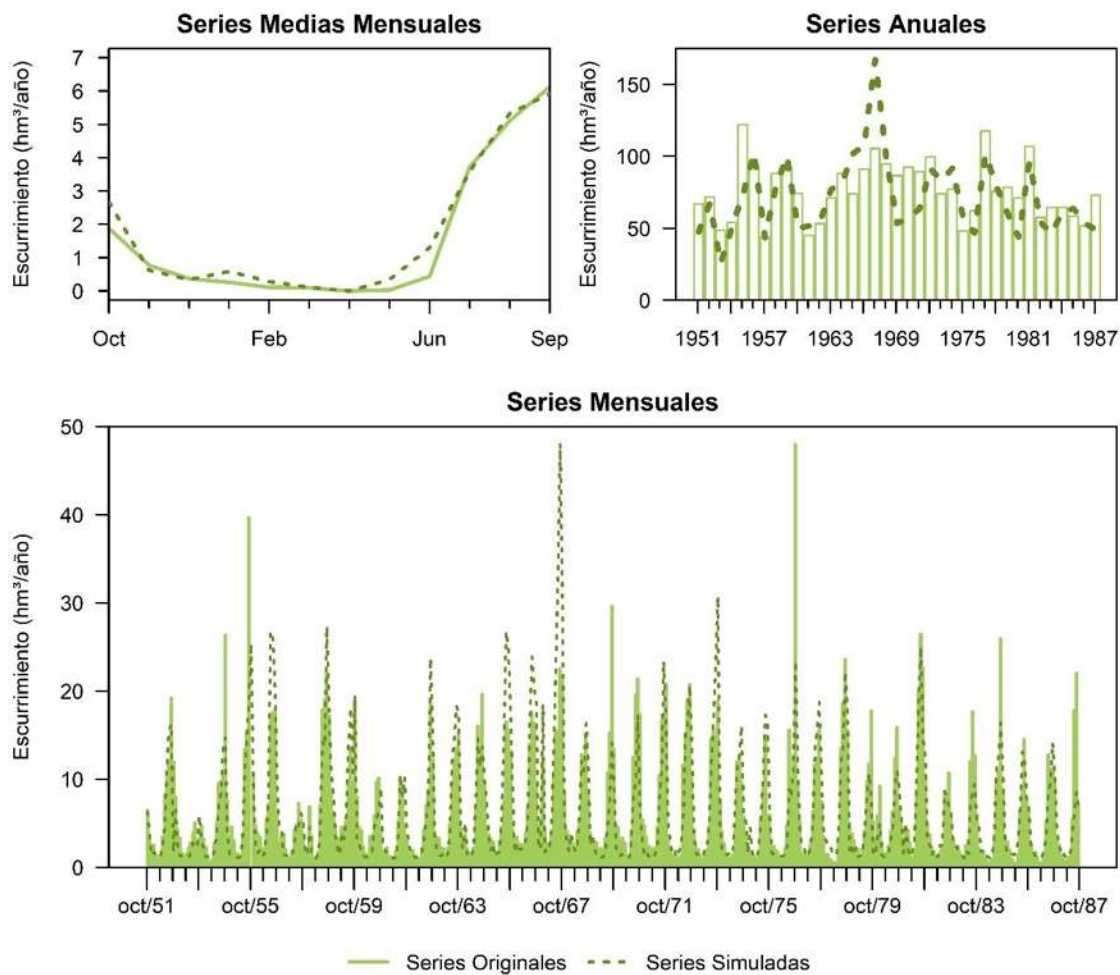 Series Medias Mensuales
Escurrimiento (hm³/año)
7
6
5
4
3
2
1
0
Oct
Feb
Jun
Sep
Series Anuales
Escurrimiento (hm³/año)
150
100
50
0
1951
1957
1963
1969
1975
1981
1987
Series Mensuales
Escurrimiento (hm³/año)
50
40
30
20
10
0
oct/51
oct/55
oct/59
oct/63
oct/67
oct/71
oct/75
oct/79
oct/83
oct/87
Series Originales
Series Simuladas